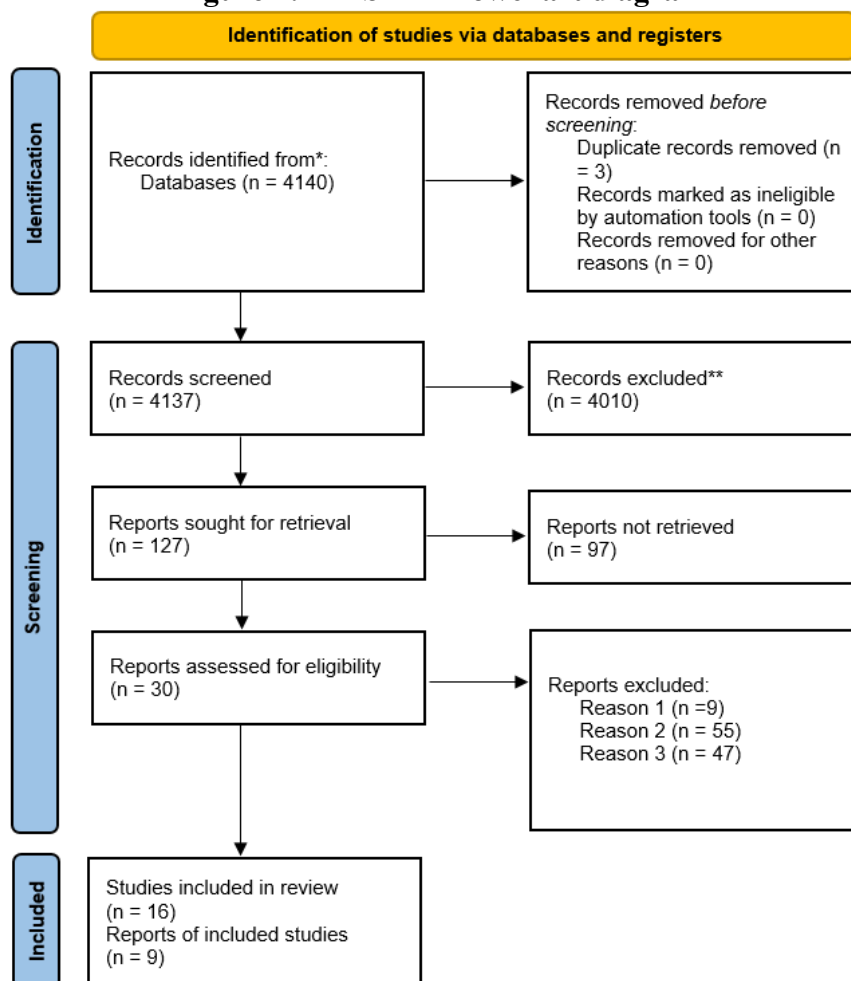 Identification of studies via databases and registers
Identification
Records identified from*:
Databases (n = 4140)
Records removed before
screening:
Duplicate records removed (n
= 3)
Records marked as ineligible
by automation tools (n = 0)
Records removed for other
reasons (n = 0)
Screening
Records screened
(n = 4137)
Records excluded**
(n = 4010)
Reports sought for retrieval
(n = 127)
Reports not retrieved
(n = 97)
Reports assessed for eligibility
(n = 30)
Reports excluded:
Reason 1 (n =9)
Reason 2 (n = 55)
Reason 3 (n = 47)
Included
Studies included in review
(n = 16)
Reports of included studies
(n = 9)